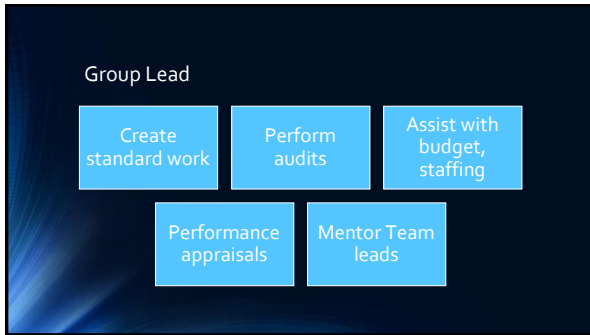 Group Lead
Create
standard work
Perform
audits
Assist with
budget,
staffing
Performance
appraisals
Mentor Team
leads